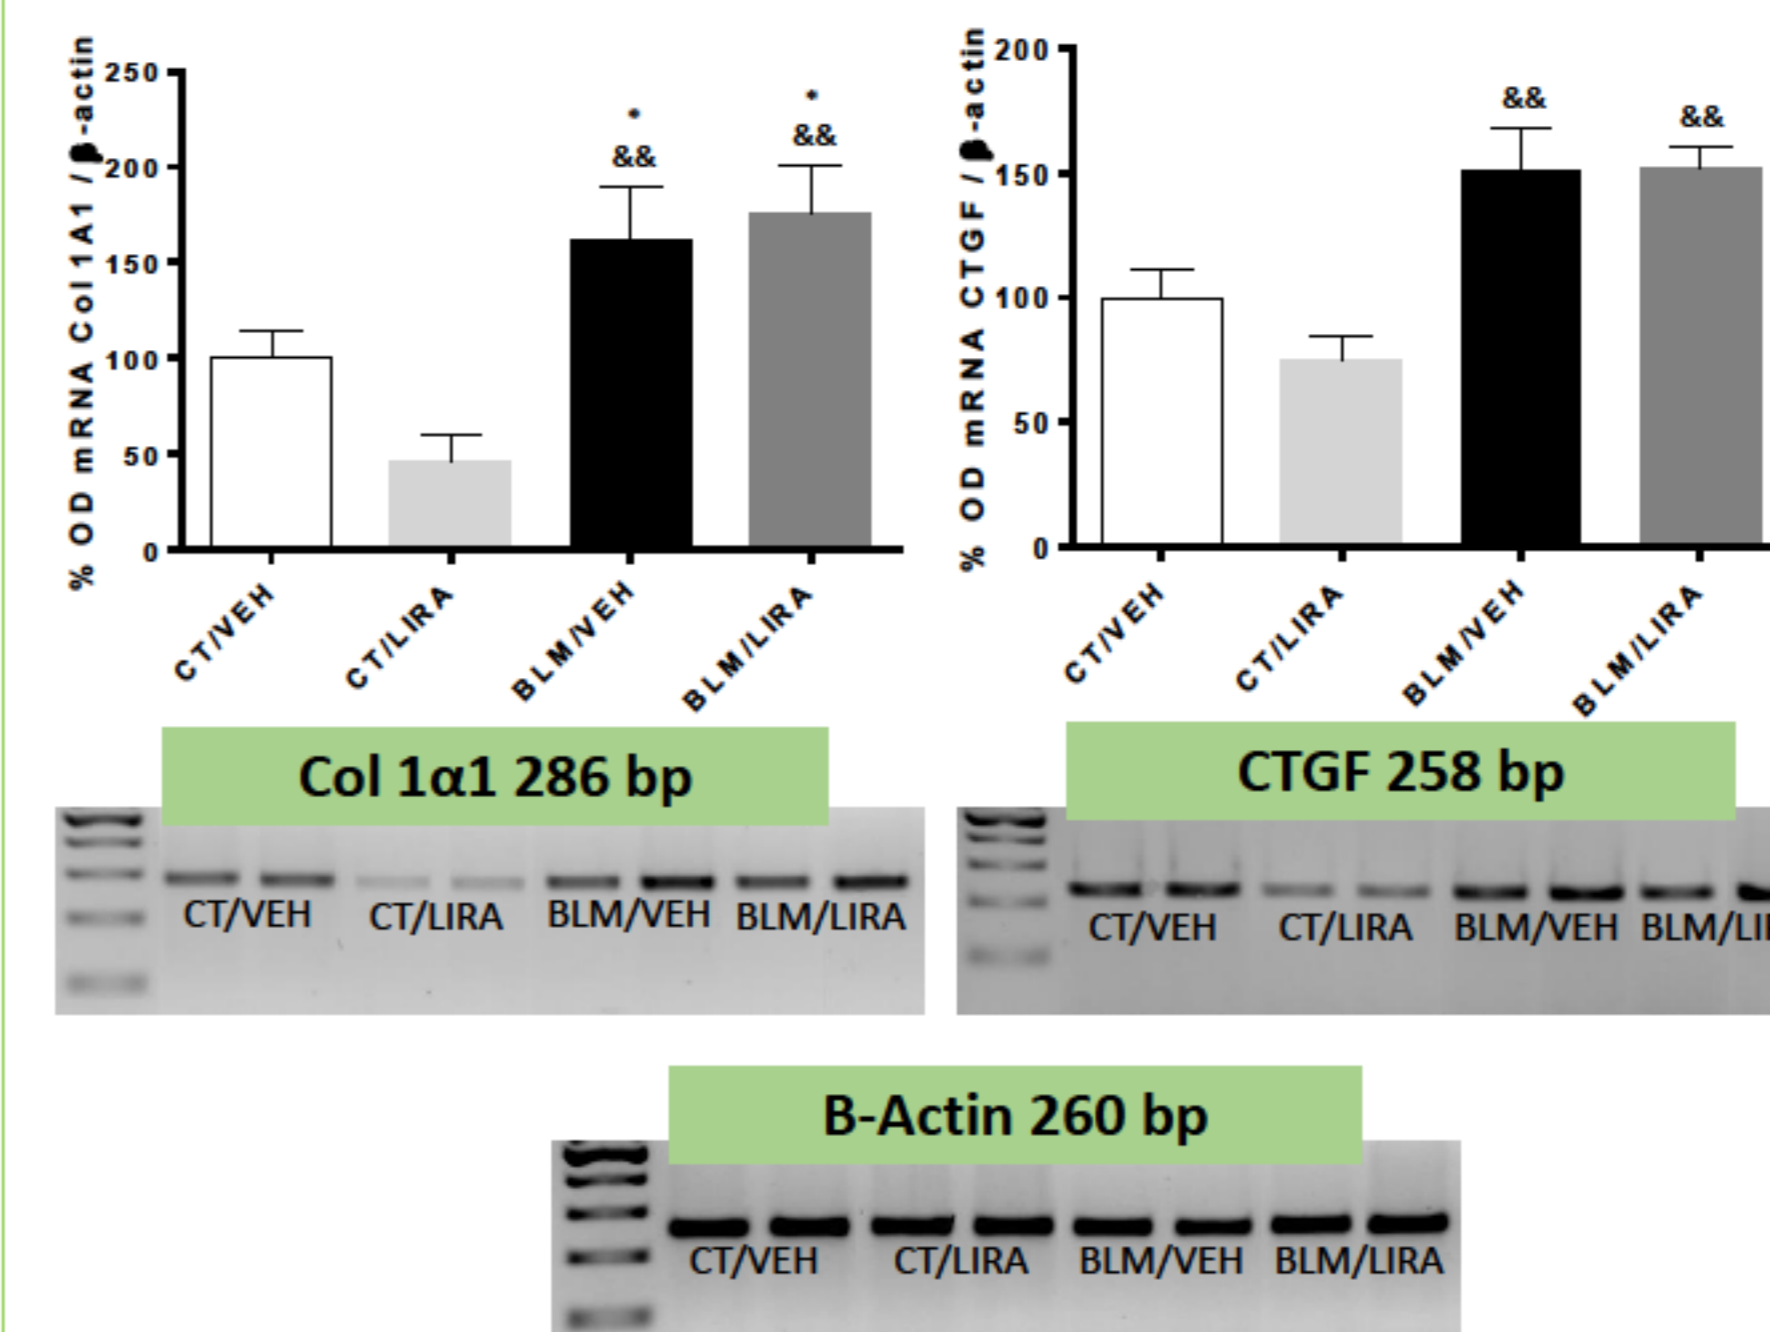 % OD mRNA Col 1A1 / β-actin
250
200
150
100
50
0
*
&&
*
&&
CT/VEH
CT/LIRA
BLM/VEH
BLM/LIRA
% OD mRNA CTGF / β-actin
200
150
100
50
0
&&
&&
CT/VEH
CT/LIRA
BLM/VEH
BLM/LIRA
Col 1α1 286 bp
CT/VEH CT/LIRA BLM/VEH BLM/LIRA
CTGF 258 bp
CT/VEH CT/LIRA BLM/VEH BLM/LI
B-Actin 260 bp
CT/VEH CT/LIRA BLM/VEH BLM/LIRA